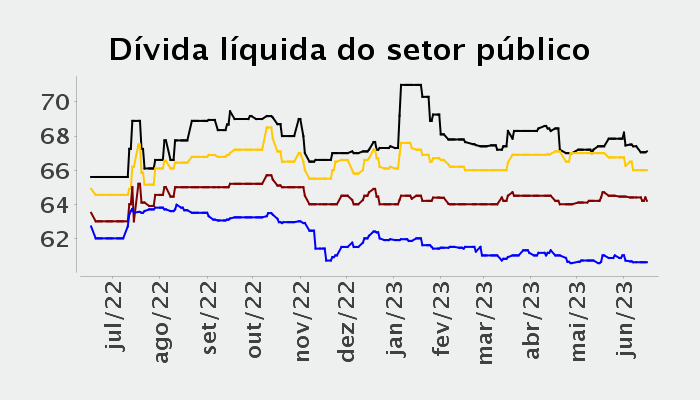 Dívida líquida do setor público
70
68
66
64
62
jul/22
ago/22
set/22
out/22
nov/22
dez/22
jan/23
fev/23
mar/23
abr/23
mai/23
jun/23